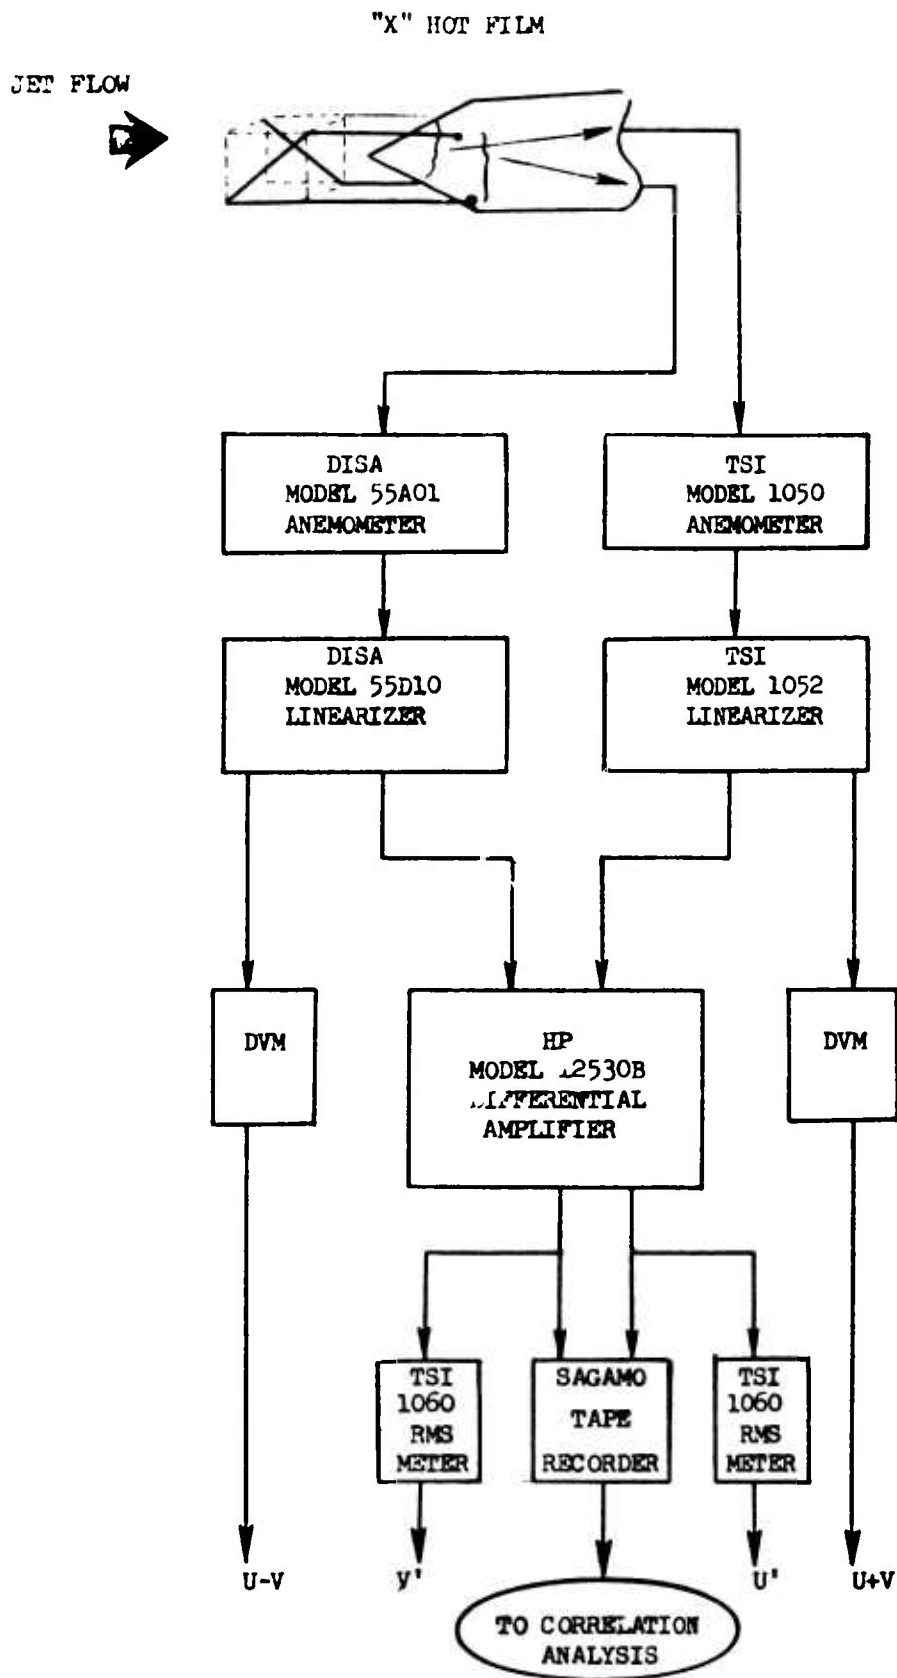 "X" HOT FILM
JET FLOW
DISA
MODEL 55A01
ANEMOMETER
TSI
MODEL 1050
ANEMOMETER
DISA
MODEL 55D10
LINEARIZER
TSI
MODEL 1052
LINEARIZER
DVM
HP
MODEL 12530B
DIFFERENTIAL
AMPLIFIER
DVM
TSI
1060
RMS
METER
SAGAMO
TAPE
RECORDER
TSI
1060
RMS
METER
U-V
V'
U'
U+V
TO CORRELATION
ANALYSIS